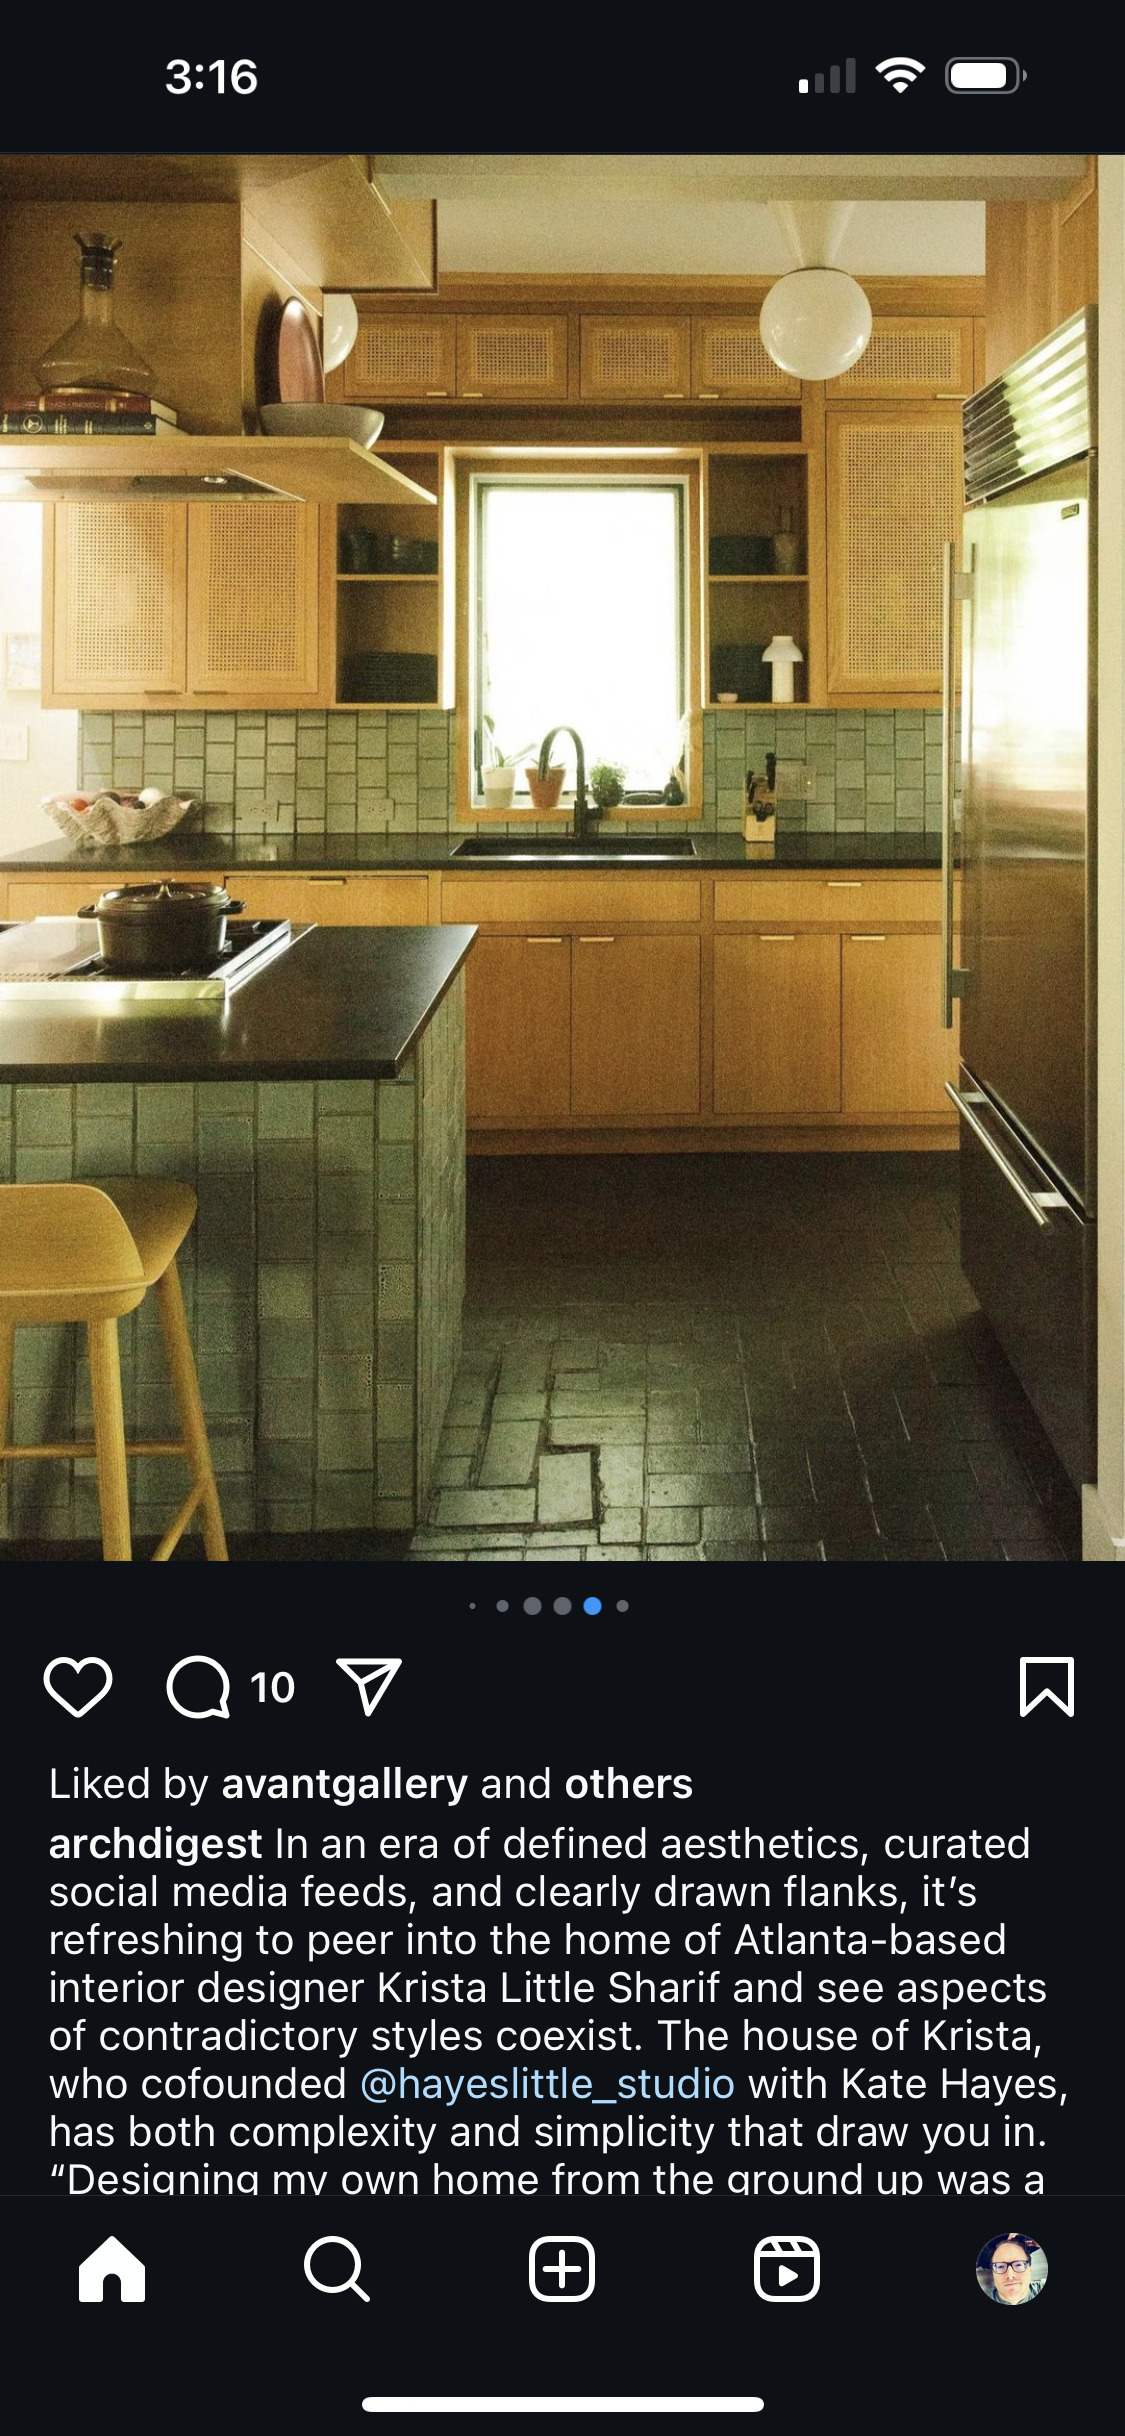 3:16
10
Liked by avantgallery and others
archdigest In an era of defined aesthetics, curated
social media feeds, and clearly drawn flanks, it’s
refreshing to peer into the home of Atlanta-based
interior designer Krista Little Sharif and see aspects
of contradictory styles coexist. The house of Krista,
who cofounded @hayeslittle_studio with Kate Hayes,
has both complexity and simplicity that draw you in.
“Designing my own home from the ground up was a